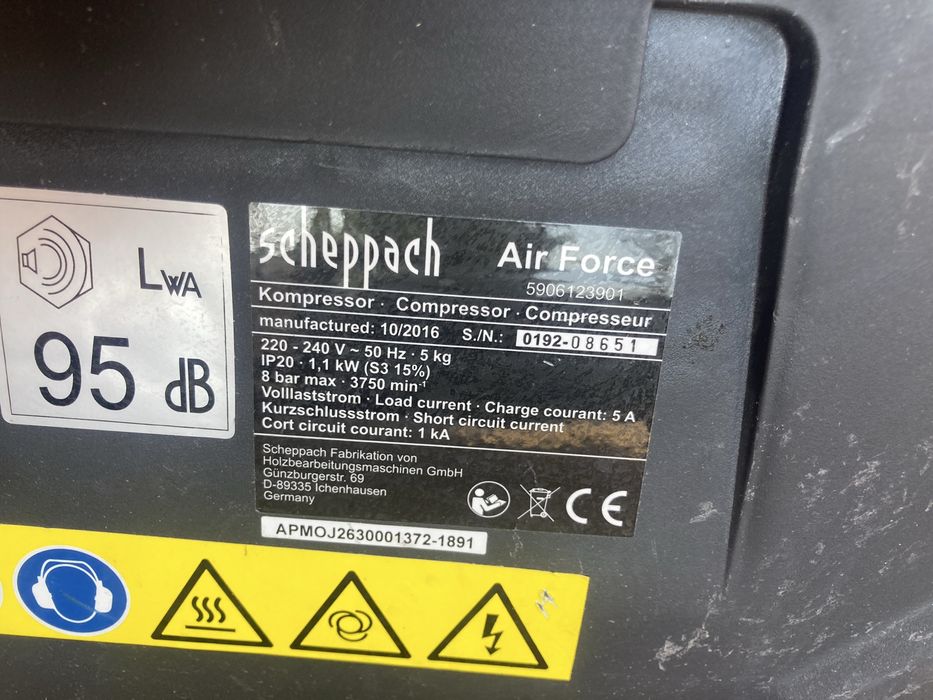 LWA
95 dB
scheppach Air Force
5906123901
Kompressor · Compressor · Compresseur
manufactured: 10/2016 S./N.: 0192-08651
220 - 240 V ~ 50 Hz · 5 kg
IP20 · 1,1 kW (S3 15%)
8 bar max · 3750 min-1
Volllaststrom · Load current · Charge courant: 5 A
Kurzschlussstrom · Short circuit current
Cort circuit courant: 1 kA
Scheppach Fabrikation von
Holzbearbeitungsmaschinen GmbH
Günzburgerstr. 69
D-89335 Ichenhausen
Germany
CE
APMOJ2630001372-1891